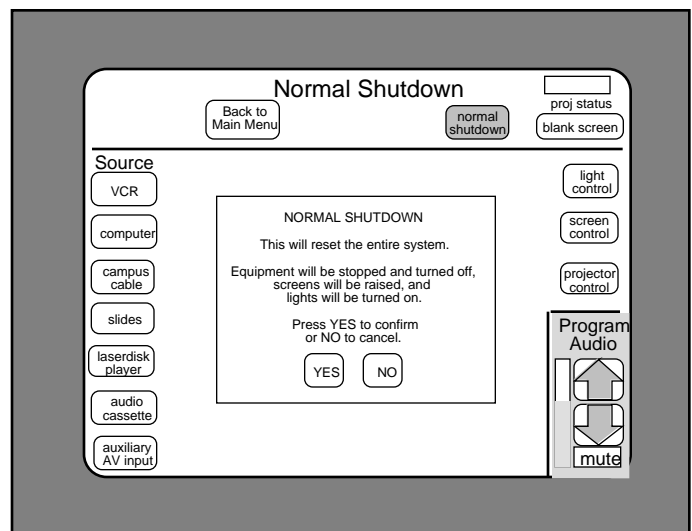 Normal Shutdown
Back to
Main Menu
normal
shutdown
proj status
blank screen
Source
VCR
computer
campus
cable
slides
laserdisk
player
audio
cassette
auxiliary
AV input
NORMAL SHUTDOWN
This will reset the entire system.
Equipment will be stopped and turned off,
screens will be raised, and
lights will be turned on.
Press YES to confirm
or NO to cancel.
YES
NO
light
control
screen
control
projector
control
Program
Audio
mute